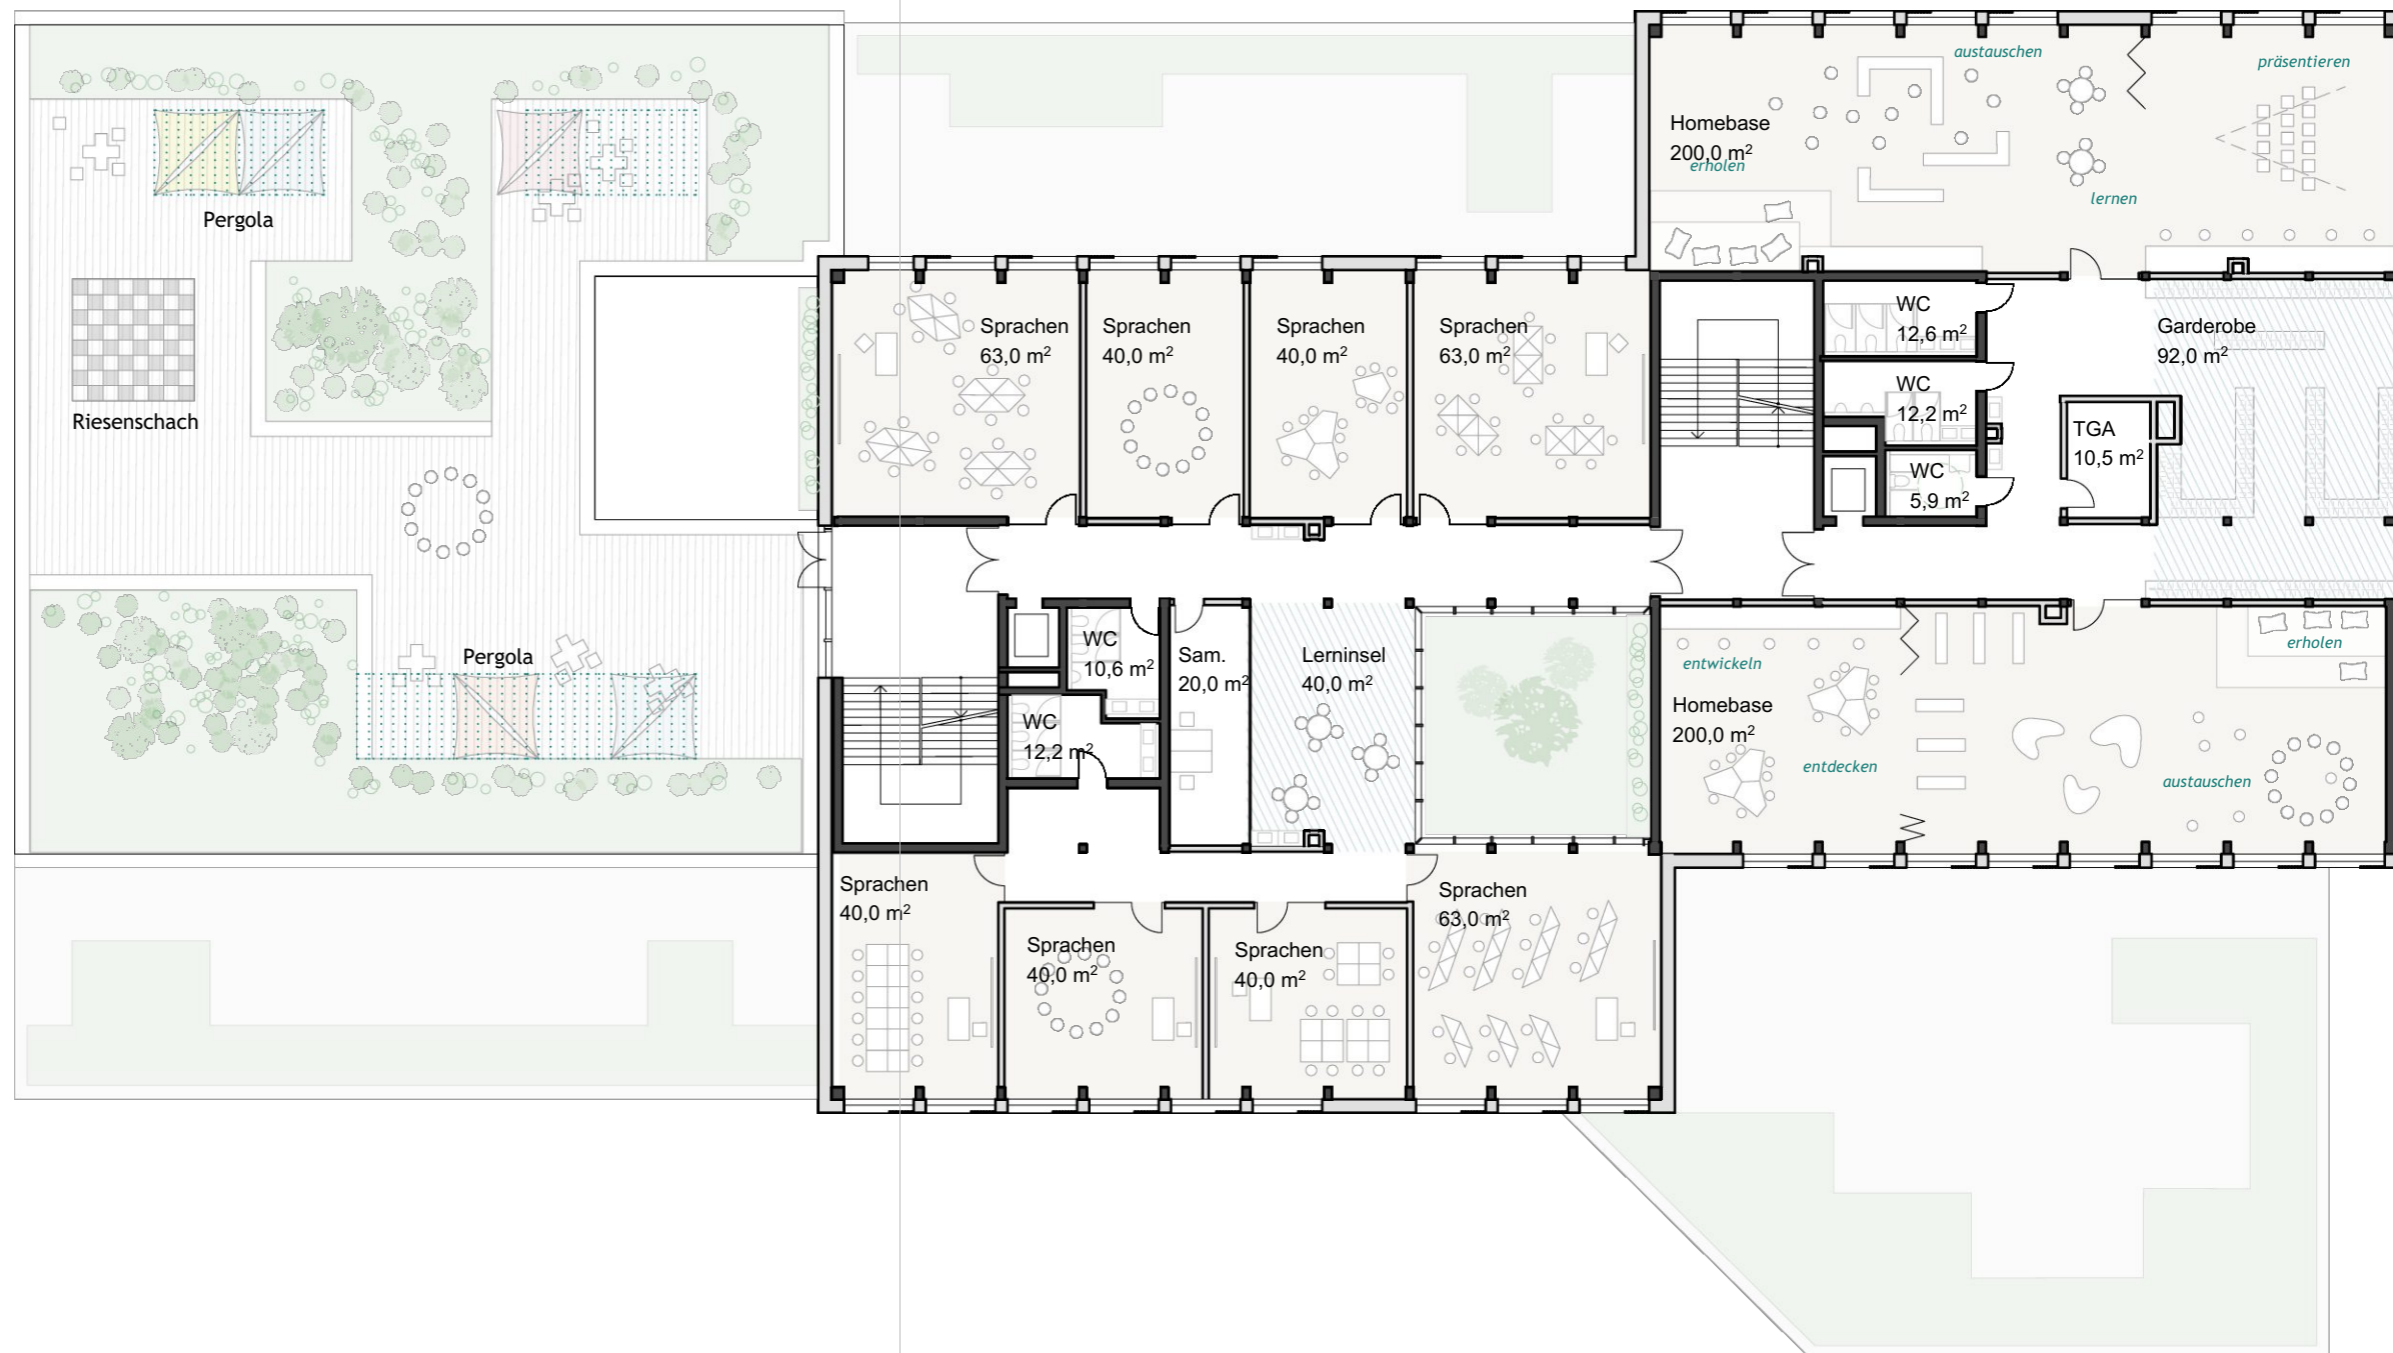 austauschen
präsentieren
Homebase
200,0 m²
erholen
lernen
Pergola
Riesenschach
Sprachen
63,0 m²
Sprachen
40,0 m²
Sprachen
40,0 m²
Sprachen
63,0 m²
WC
12,6 m²
WC
12,2 m²
WC
5,9 m²
Garderobe
92,0 m²
TGA
10,5 m²
Pergola
WC
10,6 m²
WC
12,2 m²
Sam.
20,0 m²
Lerninsel
40,0 m²
entwickeln
Homebase
200,0 m²
entdecken
erholen
austauschen
Sprachen
40,0 m²
Sprachen
40,0 m²
Sprachen
40,0 m²
Sprachen
63,0 m²